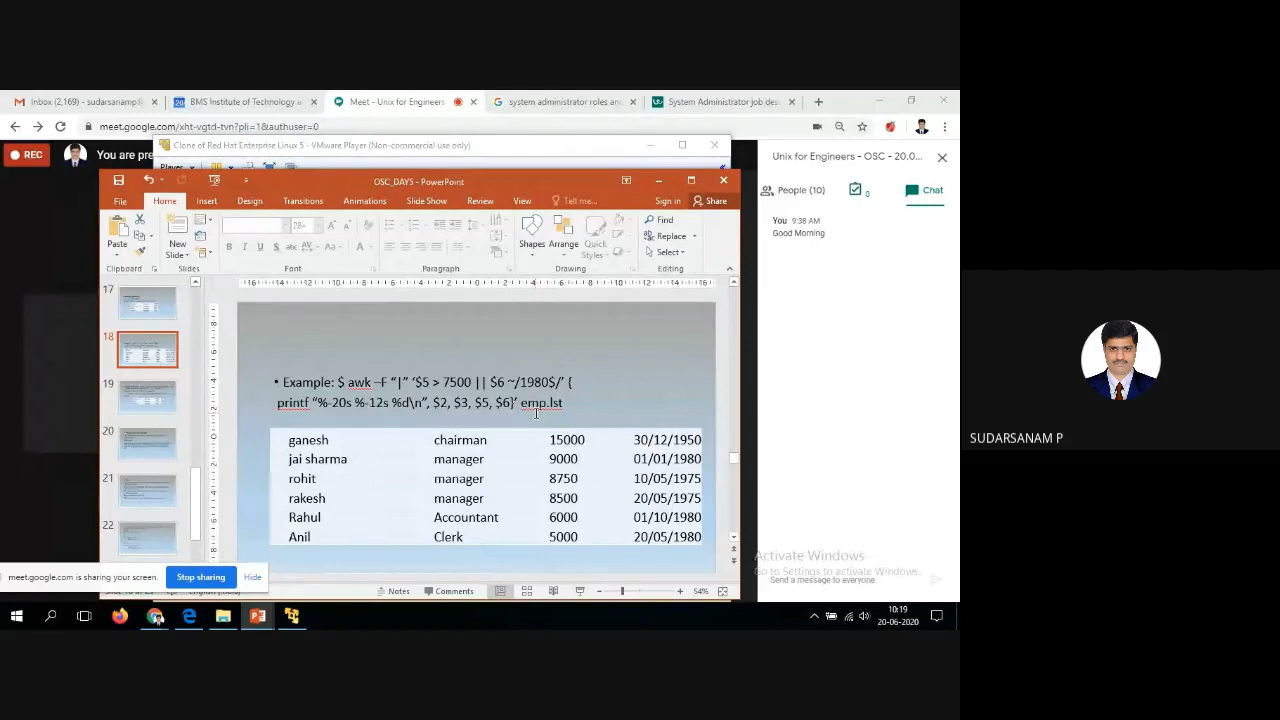 Inbox (2,169) - sudarsanamp@
BMS Institute of Technology a
Meet - Unix for Engineers
system administrator roles an
System Administrator job des
meet.google.com/xht-vgtd-tvn?pli=1&authuser=0
REC
You are pre
Clone of Red Hat Enterprise Linux 5 - VMware Player (Non-commercial use only)
Player
OSC_DAY5 - PowerPoint
File Home Insert Design Transitions Animations Slide Show Review View Tell me... Sign in Share
Paste
New
Slide
28
Shapes Arrange Quick
Styles
Find
Replace
Select
Clipboard Slides Font Paragraph Drawing Editing
17
18
19
20
21
22
• Example: $ awk –F “|” ‘$5 > 7500 || $6 ~/1980$/’ {
printf “%-20s %-12s %d\n”, $2, $3, $5, $6}’ emp.lst
ganesh chairman 15000 30/12/1950
jai sharma manager 9000 01/01/1980
rohit manager 8750 10/05/1975
rakesh manager 8500 20/05/1975
Rahul Accountant 6000 01/10/1980
Anil Clerk 5000 20/05/1980
meet.google.com is sharing your screen. Stop sharing Hide
Notes Comments 54%
Unix for Engineers - OSC - 20.0...
People (10) 0 Chat
You 9:38 AM
Good Morning
Activate Windows
Go to Settings to activate Windows.
Send a message to everyone
10:19
20-06-2020
SUDARSANAM P